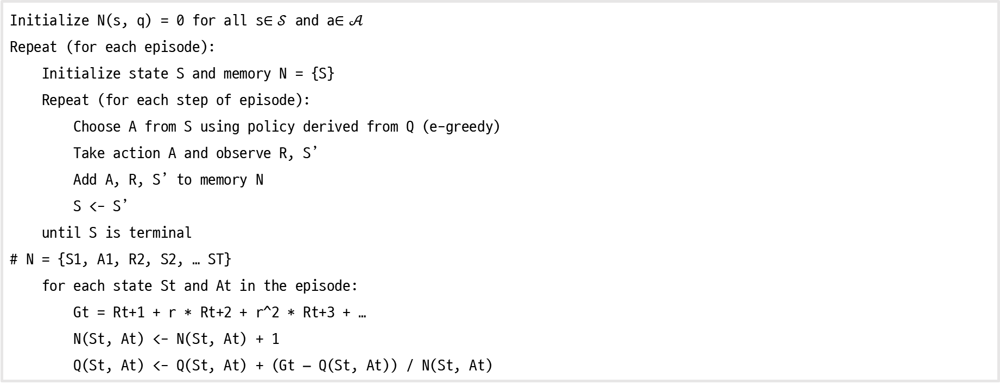 Initialize N(s, q) = 0 for all s∈ 𝒮 and a∈ 𝒜
Repeat (for each episode):
Initialize state S and memory N = {S}
Repeat (for each step of episode):
Choose A from S using policy derived from Q (e-greedy)
Take action A and observe R, S’
Add A, R, S’ to memory N
S <- S’
until S is terminal
# N = {S1, A1, R2, S2, … ST}
for each state St and At in the episode:
Gt = Rt+1 + r * Rt+2 + r^2 * Rt+3 + …
N(St, At) <- N(St, At) + 1
Q(St, At) <- Q(St, At) + (Gt – Q(St, At)) / N(St, At)